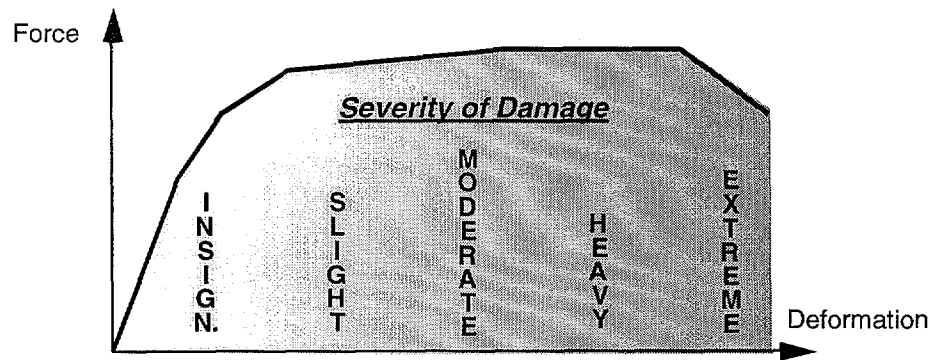 Force
Severity of Damage
INSIGN.
SLIGHT
MODERATE
HEAVY
EXTREME
Deformation